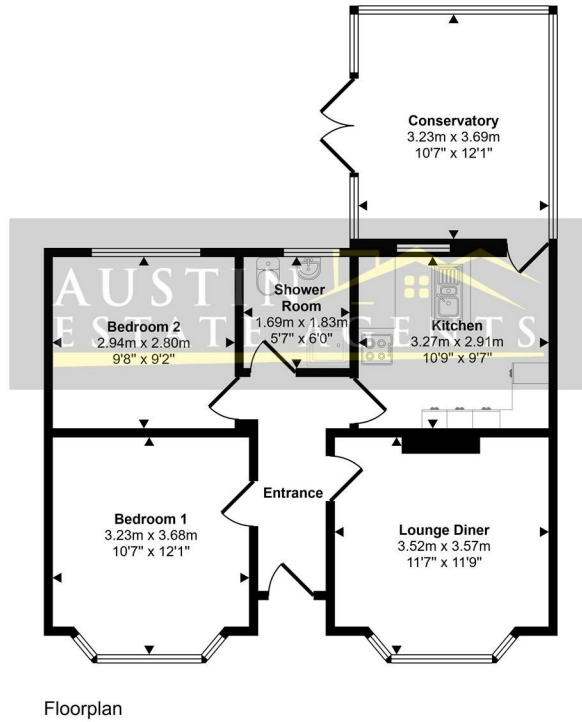 Conservatory
3.23m x 3.69m
10'7" x 12'1"
AUSTIN
ESTATE AGENTS
Bedroom 2
2.94m x 2.80m
9'8" x 9'2"
Shower
Room
1.69m x 1.83m
5'7" x 6'0"
Kitchen
3.27m x 2.91m
10'9" x 9'7"
Entrance
Bedroom 1
3.23m x 3.68m
10'7" x 12'1"
Lounge Diner
3.52m x 3.57m
11'7" x 11'9"
Floorplan